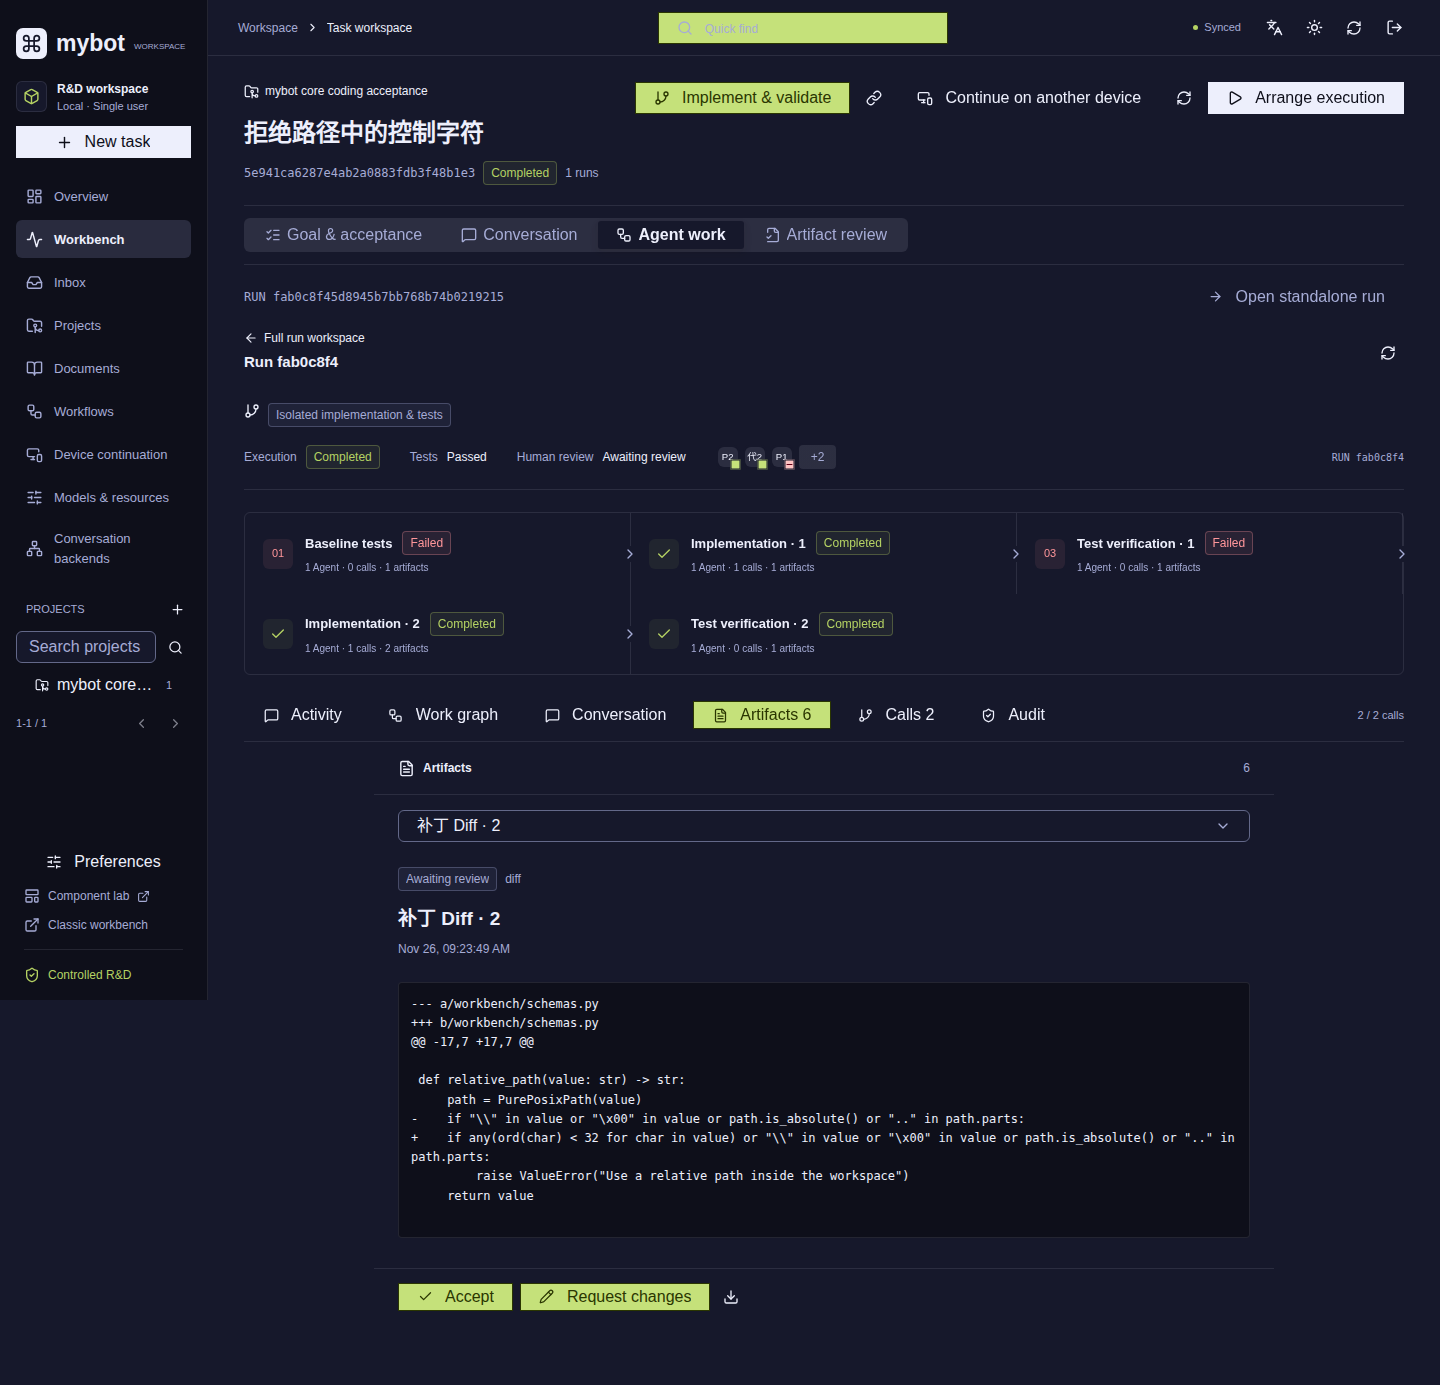 mybot WORKSPACE
R&D workspace
Local · Single user
New task
Overview
Workbench
Inbox
Projects
Documents
Workflows
Device continuation
Models & resources
Conversation
backends
PROJECTS
Search projects
mybot core… 1
1-1 / 1
Preferences
Component lab
Classic workbench
Controlled R&D
Workspace Task workspace
Quick find
Synced
mybot core coding acceptance
Implement & validate
Continue on another device
Arrange execution
拒绝路径中的控制字符
5e941ca6287e4ab2a0883fdb3f48b1e3 Completed 1 runs
Goal & acceptance Conversation Agent work Artifact review
RUN fab0c8f45d8945b7bb768b74b0219215
Open standalone run
Full run workspace
Run fab0c8f4
Isolated implementation & tests
Execution Completed Tests Passed Human review Awaiting review P2 代2 P1 +2 RUN fab0c8f4
01 Baseline tests Failed
1 Agent · 0 calls · 1 artifacts
Implementation · 1 Completed
1 Agent · 1 calls · 1 artifacts
03 Test verification · 1 Failed
1 Agent · 0 calls · 1 artifacts
Implementation · 2 Completed
1 Agent · 1 calls · 2 artifacts
Test verification · 2 Completed
1 Agent · 0 calls · 1 artifacts
Activity Work graph Conversation Artifacts 6 Calls 2 Audit 2 / 2 calls
Artifacts 6
补丁 Diff · 2
Awaiting review diff
补丁 Diff · 2
Nov 26, 09:23:49 AM
--- a/workbench/schemas.py
+++ b/workbench/schemas.py
@@ -17,7 +17,7 @@
def relative_path(value: str) -> str:
path = PurePosixPath(value)
-    if "\\" in value or "\x00" in value or path.is_absolute() or ".." in path.parts:
+    if any(ord(char) < 32 for char in value) or "\\" in value or "\x00" in value or path.is_absolute() or ".." in
path.parts:
raise ValueError("Use a relative path inside the workspace")
return value
Accept Request changes